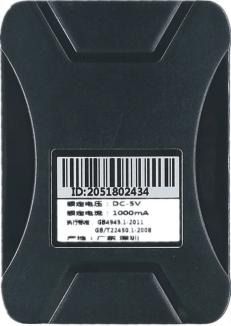 ID:2051802434
额定电压：DC-5V
额定电流：1000mA
执行标准 GB4943.1-2011
GB/T22450.1-2008
产地：广东 深圳